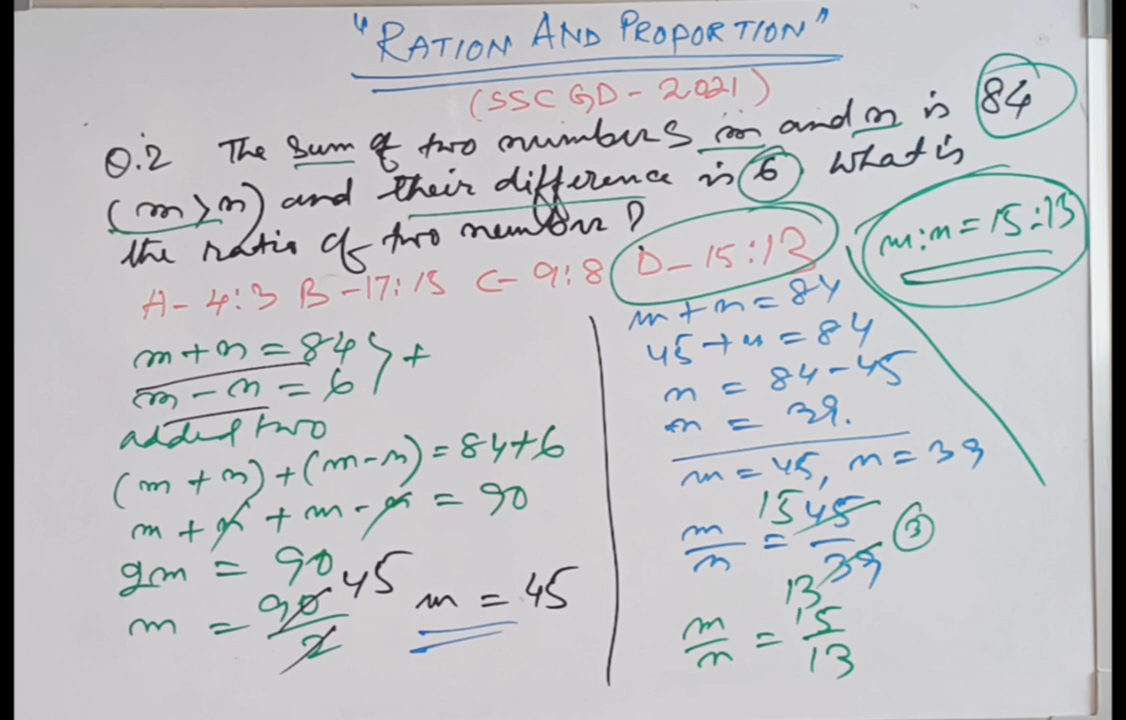 "RATION AND PROPORTION"
(SSC GD - 2021)
Q.2 The sum of two numbers m and n is 84
(m > n) and their difference is 6 what is
the ratio of two number?
A- 4:3 B-17:15 C- 9:8 D- 15:13
m:n = 15:13
m + n = 84
m - n = 6 } +
added two
(m + n) + (m - n) = 84 + 6
m + n + m - n = 90
2m = 90
m = 90/2 45
m = 45
m + n = 84
45 + n = 84
n = 84 - 45
n = 39.
m = 45, n = 39
m/n = 15 45/39 13 3
m/n = 15/13